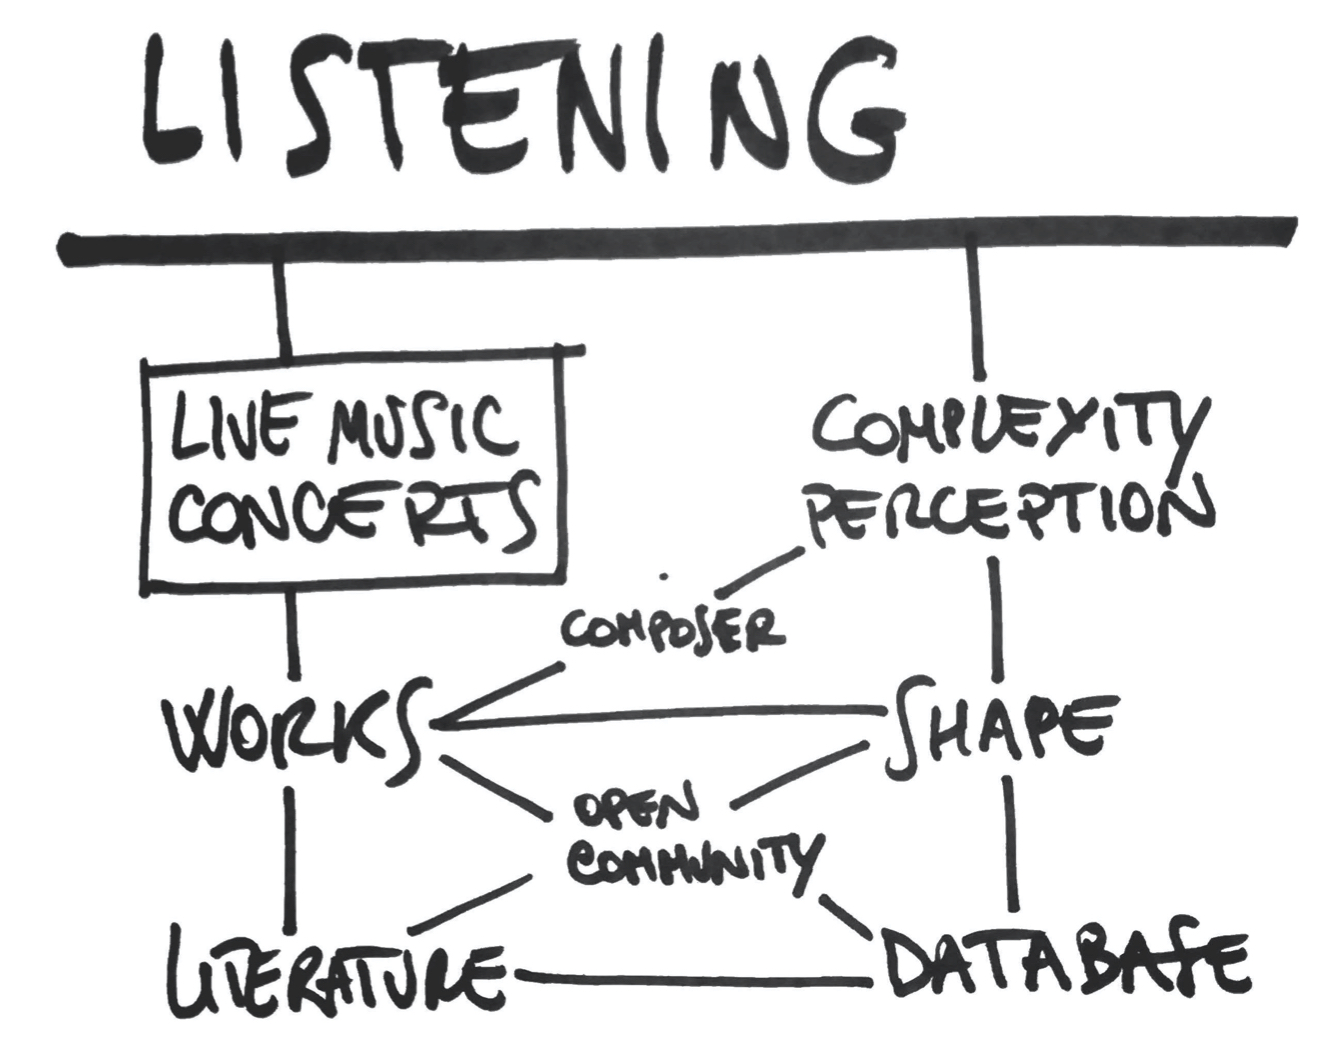 LISTENING
LIVE MUSIC
CONCERTS
COMPLEXITY
PERCEPTION
COMPOSER
WORKS
SHAPE
OPEN
COMMUNITY
LITERATURE
DATABASE